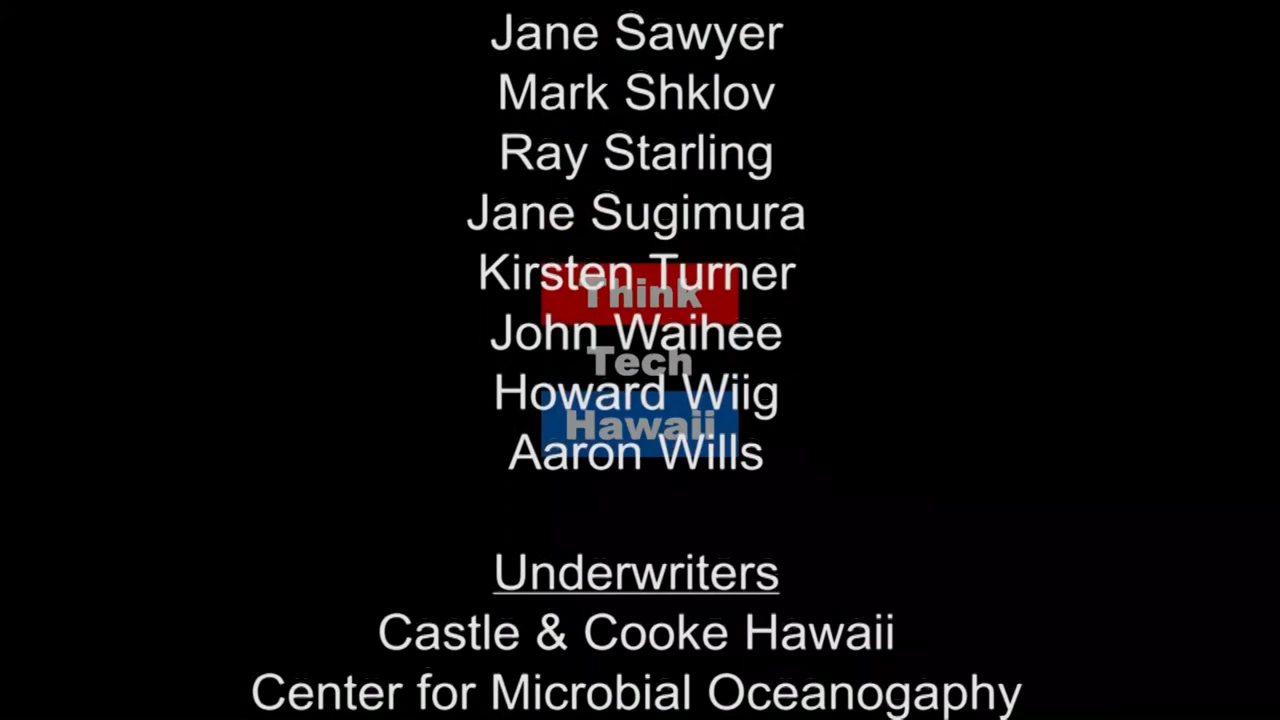 Jane Sawyer
Mark Shklov
Ray Starling
Jane Sugimura
Kirsten Turner
Think
John Waihee
Tech
Howard Wiig
Hawaii
Aaron Wills
Underwriters
Castle & Cooke Hawaii
Center for Microbial Oceanogaphy